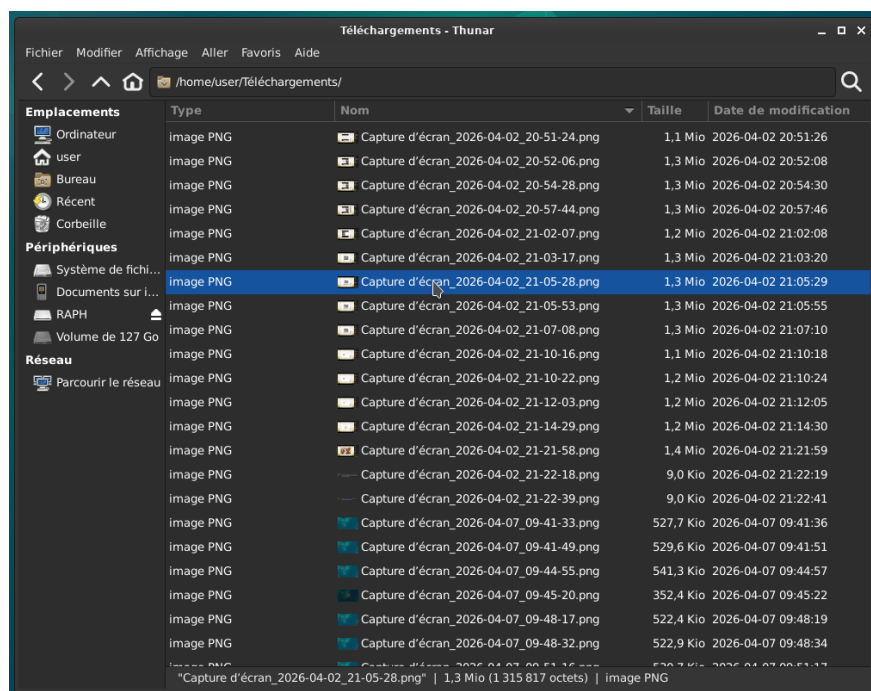 Téléchargements - Thunar
Fichier Modifier Affichage Aller Favoris Aide
/home/user/Téléchargements/
Emplacements
Ordinateur
user
Bureau
Récent
Corbeille
Périphériques
Système de fichi...
Documents sur i...
RAPH
Volume de 127 Go
Réseau
Parcourir le réseau
Type Nom Taille Date de modification
image PNG Capture d’écran_2026-04-02_20-51-24.png 1,1 Mio 2026-04-02 20:51:26
image PNG Capture d’écran_2026-04-02_20-52-06.png 1,3 Mio 2026-04-02 20:52:08
image PNG Capture d’écran_2026-04-02_20-54-28.png 1,3 Mio 2026-04-02 20:54:30
image PNG Capture d’écran_2026-04-02_20-57-44.png 1,3 Mio 2026-04-02 20:57:46
image PNG Capture d’écran_2026-04-02_21-02-07.png 1,2 Mio 2026-04-02 21:02:08
image PNG Capture d’écran_2026-04-02_21-03-17.png 1,3 Mio 2026-04-02 21:03:20
image PNG Capture d’écran_2026-04-02_21-05-28.png 1,3 Mio 2026-04-02 21:05:29
image PNG Capture d’écran_2026-04-02_21-05-53.png 1,3 Mio 2026-04-02 21:05:55
image PNG Capture d’écran_2026-04-02_21-07-08.png 1,3 Mio 2026-04-02 21:07:10
image PNG Capture d’écran_2026-04-02_21-10-16.png 1,1 Mio 2026-04-02 21:10:18
image PNG Capture d’écran_2026-04-02_21-10-22.png 1,2 Mio 2026-04-02 21:10:24
image PNG Capture d’écran_2026-04-02_21-12-03.png 1,2 Mio 2026-04-02 21:12:05
image PNG Capture d’écran_2026-04-02_21-14-29.png 1,2 Mio 2026-04-02 21:14:30
image PNG Capture d’écran_2026-04-02_21-21-58.png 1,4 Mio 2026-04-02 21:21:59
image PNG Capture d’écran_2026-04-02_21-22-18.png 9,0 Kio 2026-04-02 21:22:19
image PNG Capture d’écran_2026-04-02_21-22-39.png 9,0 Kio 2026-04-02 21:22:41
image PNG Capture d’écran_2026-04-07_09-41-33.png 527,7 Kio 2026-04-07 09:41:36
image PNG Capture d’écran_2026-04-07_09-41-49.png 529,6 Kio 2026-04-07 09:41:51
image PNG Capture d’écran_2026-04-07_09-44-55.png 541,3 Kio 2026-04-07 09:44:57
image PNG Capture d’écran_2026-04-07_09-45-20.png 352,4 Kio 2026-04-07 09:45:22
image PNG Capture d’écran_2026-04-07_09-48-17.png 522,4 Kio 2026-04-07 09:48:19
image PNG Capture d’écran_2026-04-07_09-48-32.png 522,9 Kio 2026-04-07 09:48:34
"Capture d’écran_2026-04-02_21-05-28.png" | 1,3 Mio (1 315 817 octets) | image PNG